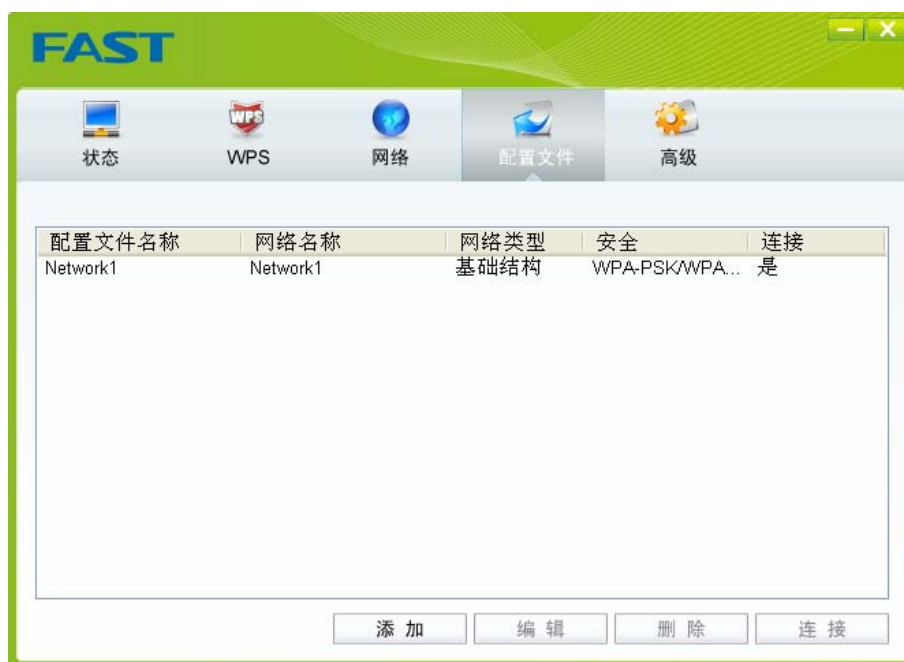 FAST
状态 WPS 网络 配置文件 高级
配置文件名称 网络名称 网络类型 安全 连接
Network1 Network1 基础结构 WPA-PSK/WPA... 是
添加 编辑 删除 连接